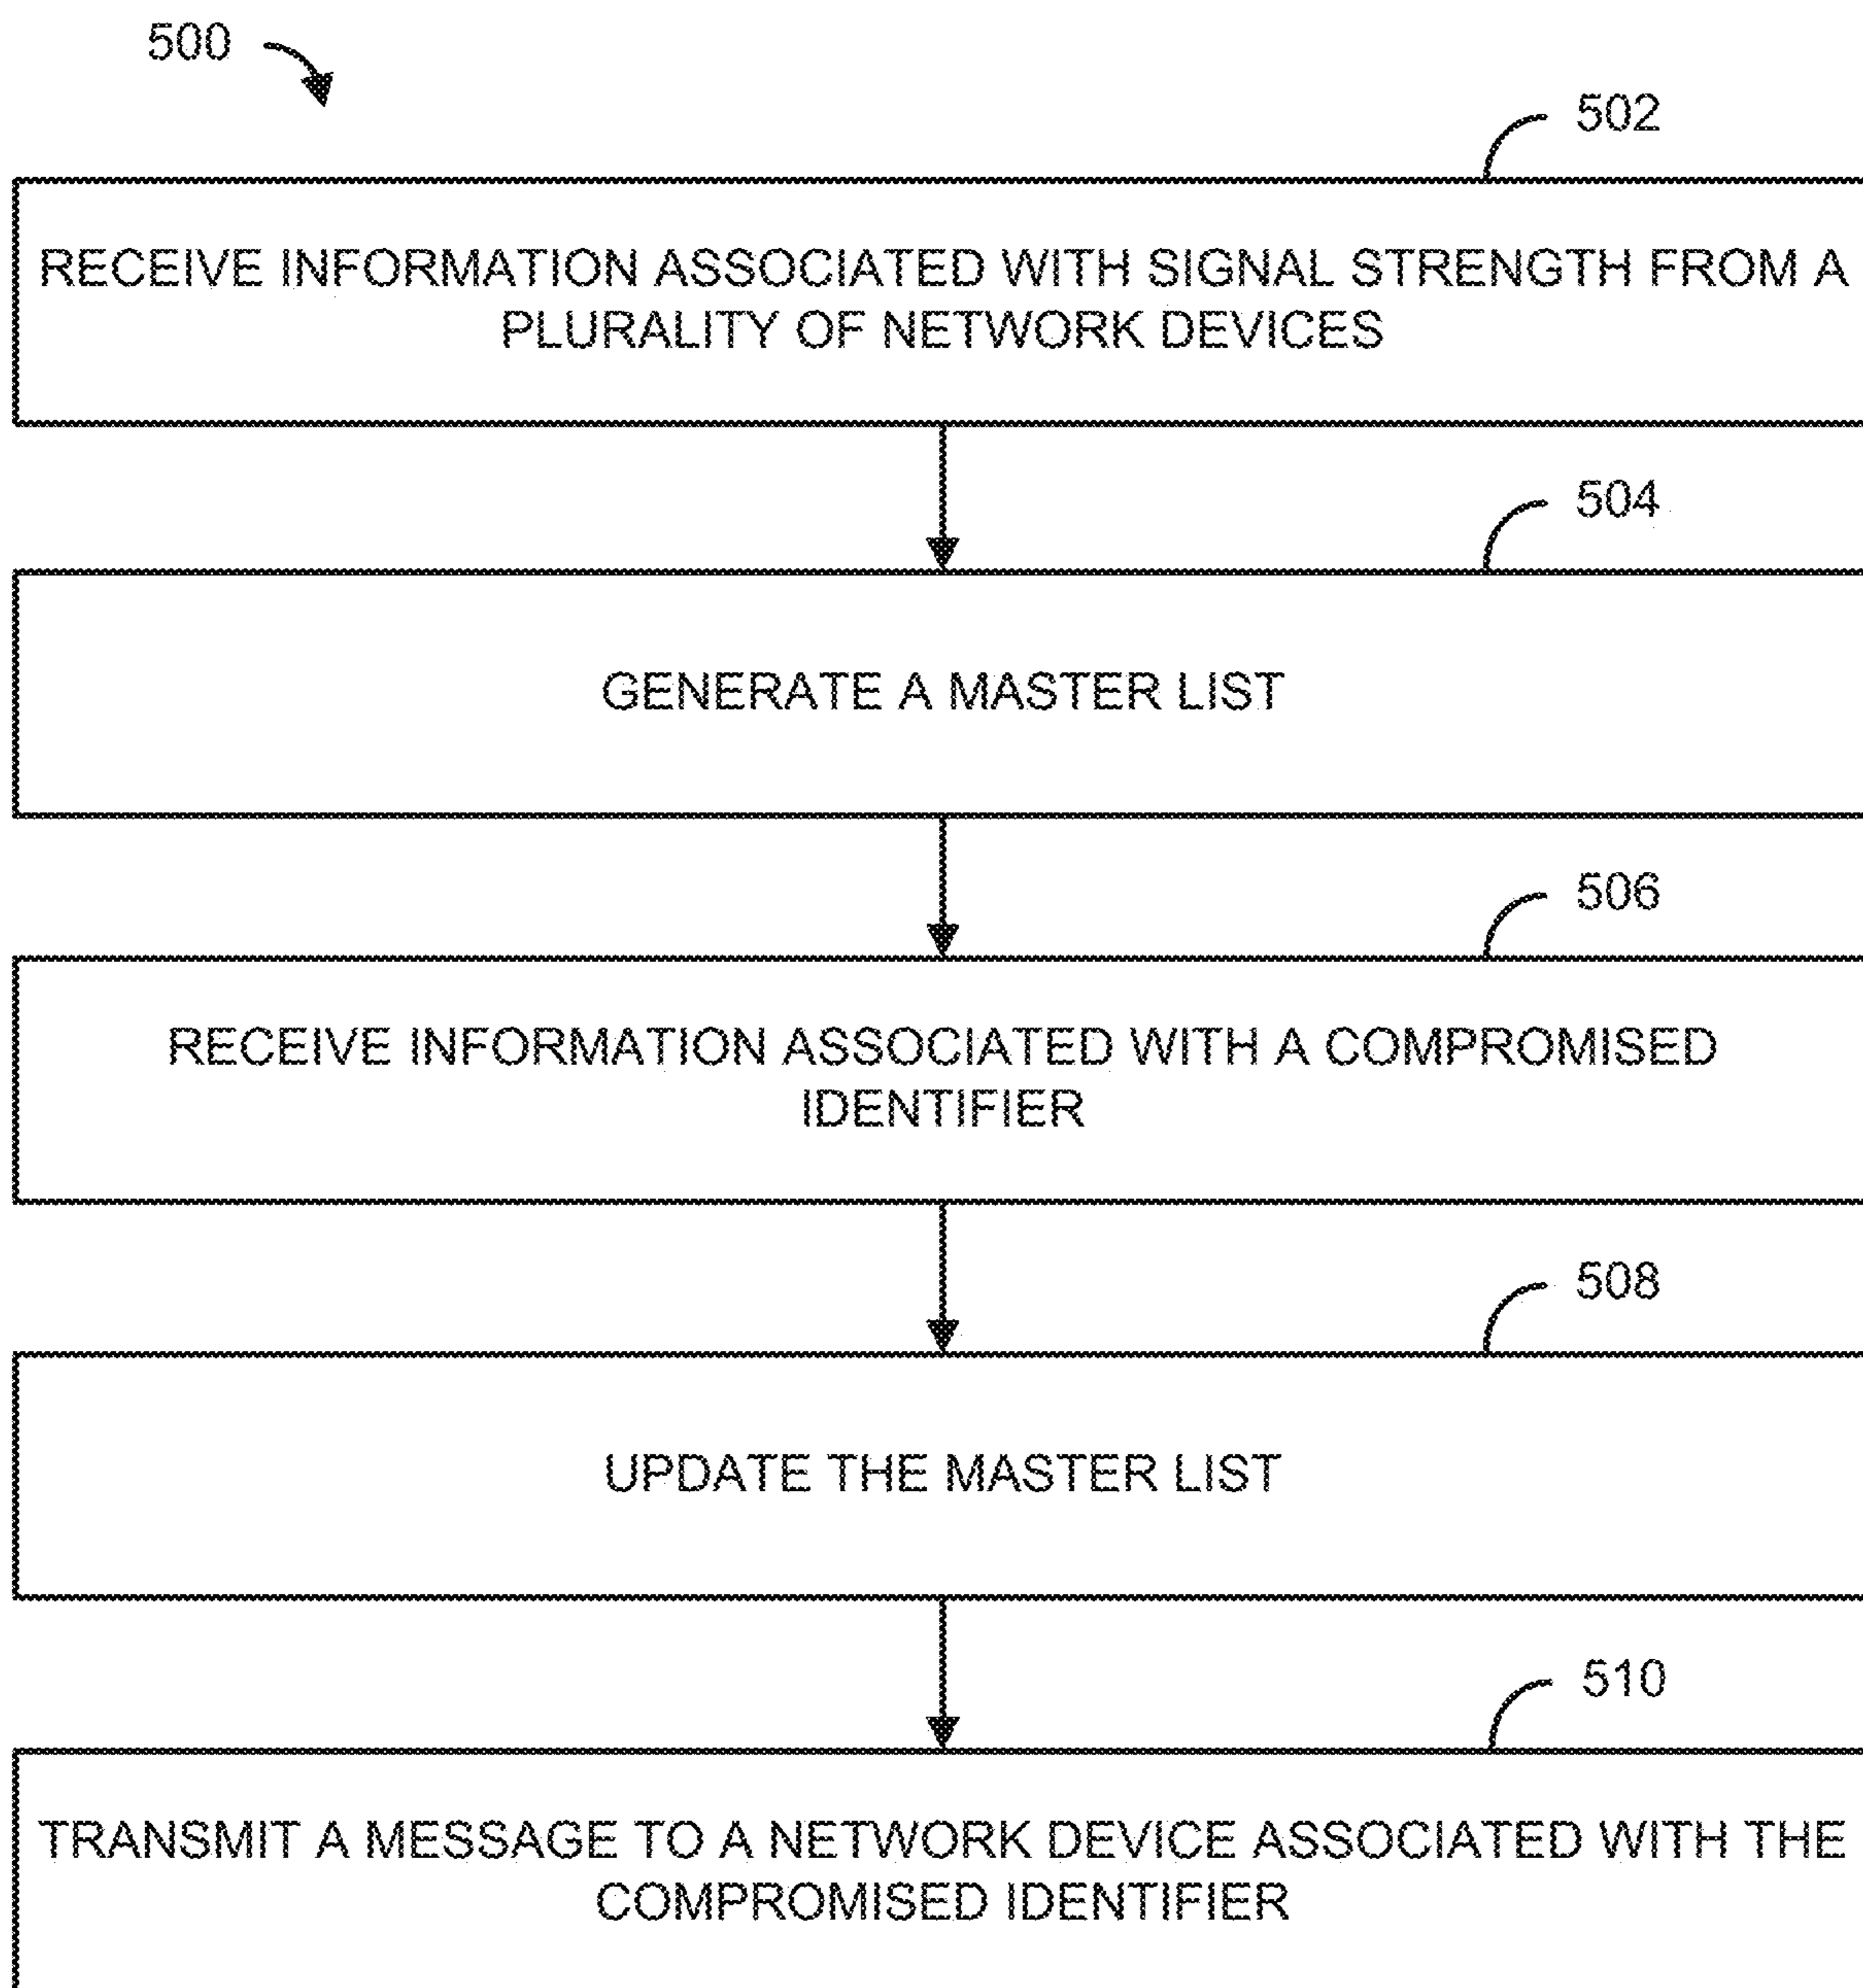 500
502
RECEIVE INFORMATION ASSOCIATED WITH SIGNAL STRENGTH FROM A
PLURALITY OF NETWORK DEVICES
504
GENERATE A MASTER LIST
506
RECEIVE INFORMATION ASSOCIATED WITH A COMPROMISED
IDENTIFIER
508
UPDATE THE MASTER LIST
510
TRANSMIT A MESSAGE TO A NETWORK DEVICE ASSOCIATED WITH THE
COMPROMISED IDENTIFIER